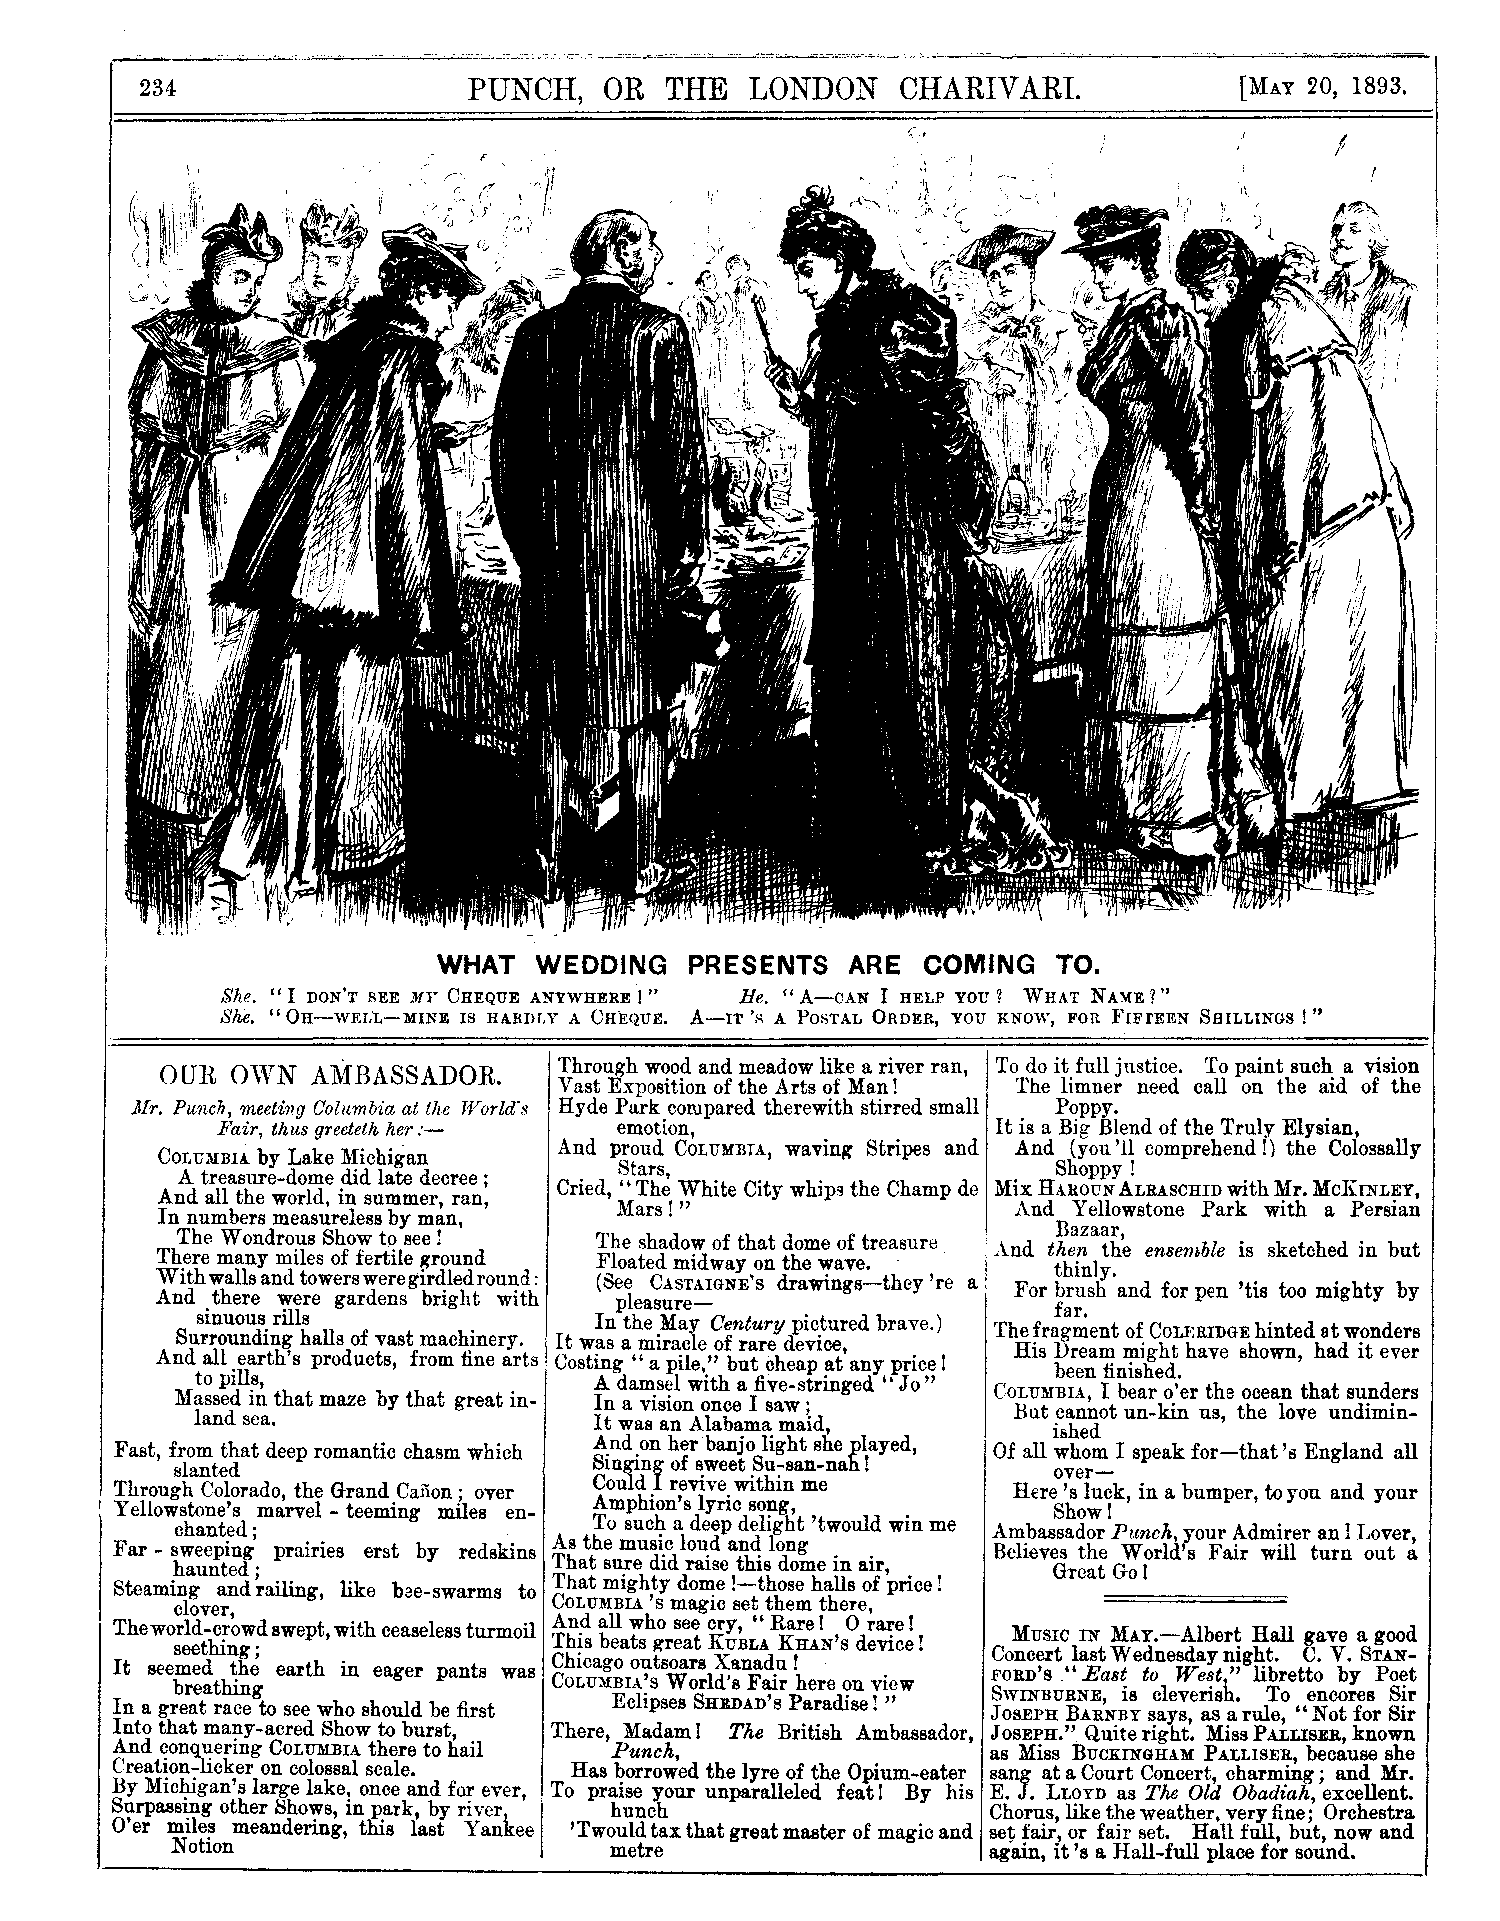 234 PUNCH, OR THE LONDON CHARIVARI. [MAY 20, 1893.
WHAT WEDDING PRESENTS ARE COMING TO.
She. "I DON'T SEE MY CHEQUE ANYWHERE!" He. "A—CAN I HELP YOU? WHAT NAME?"
She. "OH—WELL—MINE IS HARDLY A CHEQUE. A—IT'S A POSTAL ORDER, YOU KNOW, FOR FIFTEEN SHILLINGS!"
OUR OWN AMBASSADOR.
Mr. Punch, meeting Columbia at the World's
Fair, thus greeteth her:—
COLUMBIA by Lake Michigan
A treasure-dome did late decree;
And all the world, in summer, ran,
In numbers measureless by man,
The Wondrous Show to see!
There many miles of fertile ground
With walls and towers were girdled round:
And there were gardens bright with
sinuous rills
Surrounding halls of vast machinery.
And all earth's products, from fine arts
to pills,
Massed in that maze by that great in-
land sea.
Fast, from that deep romantic chasm which
slanted
Through Colorado, the Grand Cañon; over
Yellowstone's marvel-teeming miles en-
chanted;
Far-sweeping prairies erst by redskins
haunted;
Steaming and railing, like bee-swarms to
clover,
The world-crowd swept, with ceaseless turmoil
seething;
It seemed the earth in eager pants was
breathing
In a great race to see who should be first
Into that many-acred Show to burst,
And conquering COLUMBIA there to hail
Creation-licker on colossal scale.
By Michigan's large lake, once and for ever,
Surpassing other Shows, in park, by river,
O'er miles meandering, this last Yankee
Notion
Through wood and meadow like a river ran,
Vast Exposition of the Arts of Man!
Hyde Park compared therewith stirred small
emotion,
And proud COLUMBIA, waving Stripes and
Stars,
Cried, "The White City whips the Champ de
Mars!"
The shadow of that dome of treasure
Floated midway on the wave.
(See CASTAIGNE'S drawings—they're a
pleasure—
In the May Century pictured brave.)
It was a miracle of rare device,
Costing "a pile," but cheap at any price!
A damsel with a five-stringed "Jo"
In a vision once I saw;
It was an Alabama maid,
And on her banjo light she played,
Singing of sweet Su-san-nah!
Could I revive within me
Amphion's lyric song,
To such a deep delight 'twould win me
As the music loud and long
That sure did raise this dome in air,
That mighty dome!—those halls of price!
COLUMBIA'S magic set them there,
And all who see cry, "Rare! O rare!
This beats great KUBLA KHAN'S device!
Chicago outsoars Xanadu!
COLUMBIA'S World's Fair here on view
Eclipses SHEDAD'S Paradise!"
There, Madam! The British Ambassador,
Punch,
Has borrowed the lyre of the Opium-eater
To praise your unparalleled feat! By his
hunch
'Twould tax that great master of magic and
metre
To do it full justice. To paint such a vision
The limner need call on the aid of the
Poppy.
It is a Big Blend of the Truly Elysian,
And (you'll comprehend!) the Colossally
Shoppy!
Mix HAROUN ALRASCHID with Mr. MCKINLEY,
And Yellowstone Park with a Persian
Bazaar,
And then the ensemble is sketched in but
thinly.
For brush and for pen 'tis too mighty by
far.
The fragment of COLERIDGE hinted at wonders
His Dream might have shown, had it ever
been finished.
COLUMBIA, I bear o'er the ocean that sunders
But cannot un-kin us, the love undimin-
ished
Of all whom I speak for—that's England all
over—
Here's luck, in a bumper, to you and your
Show!
Ambassador Punch, your Admirer and Lover,
Believes the World's Fair will turn out a
Great Go!
MUSIC IN MAY.—Albert Hall gave a good
Concert last Wednesday night. C. V. STAN-
FORD'S "East to West," libretto by Poet
SWINBURNE, is cleverish. To encores Sir
JOSEPH BARNBY says, as a rule, "Not for Sir
JOSEPH." Quite right. Miss PALLISER, known
as Miss BUCKINGHAM PALLISER, because she
sang at a Court Concert, charming; and Mr.
E. J. LLOYD as The Old Obadiah, excellent.
Chorus, like the weather, very fine; Orchestra
set fair, or fair set. Hall full, but, now and
again, it's a Hall-full place for sound.